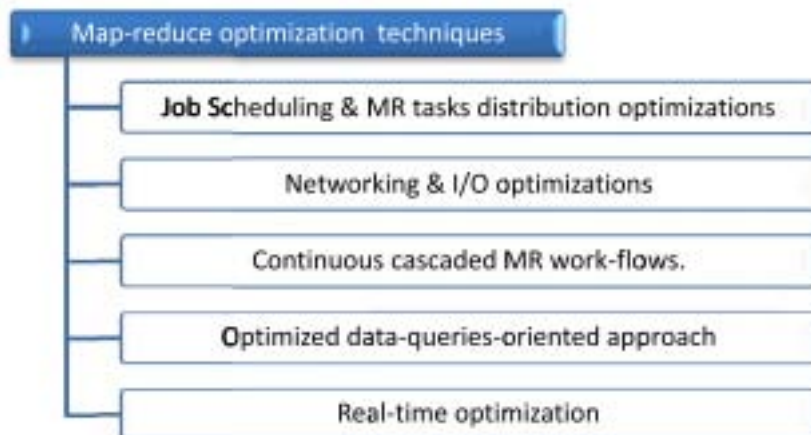 Map-reduce optimization techniques
Job Scheduling & MR tasks distribution optimizations
Networking & I/O optimizations
Continuous cascaded MR work-flows.
Optimized data-queries-oriented approach
Real-time optimization